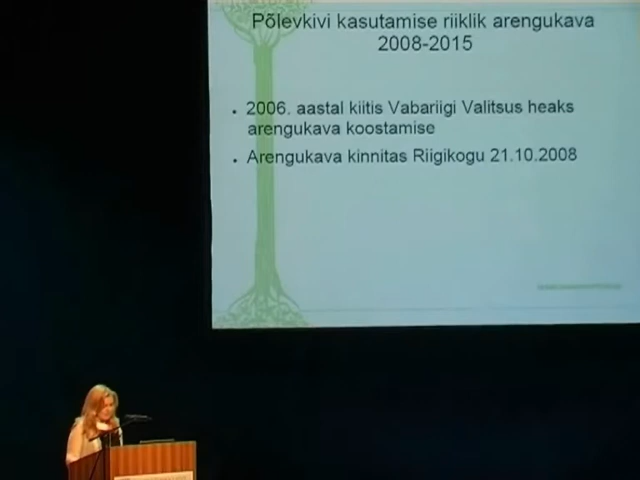 Põlevkivi kasutamise riiklik arengukava
2008-2015
2006. aastal kiitis Vabariigi Valitsus heaks
arengukava koostamise
Arengukava kinnitas Riigikogu 21.10.2008